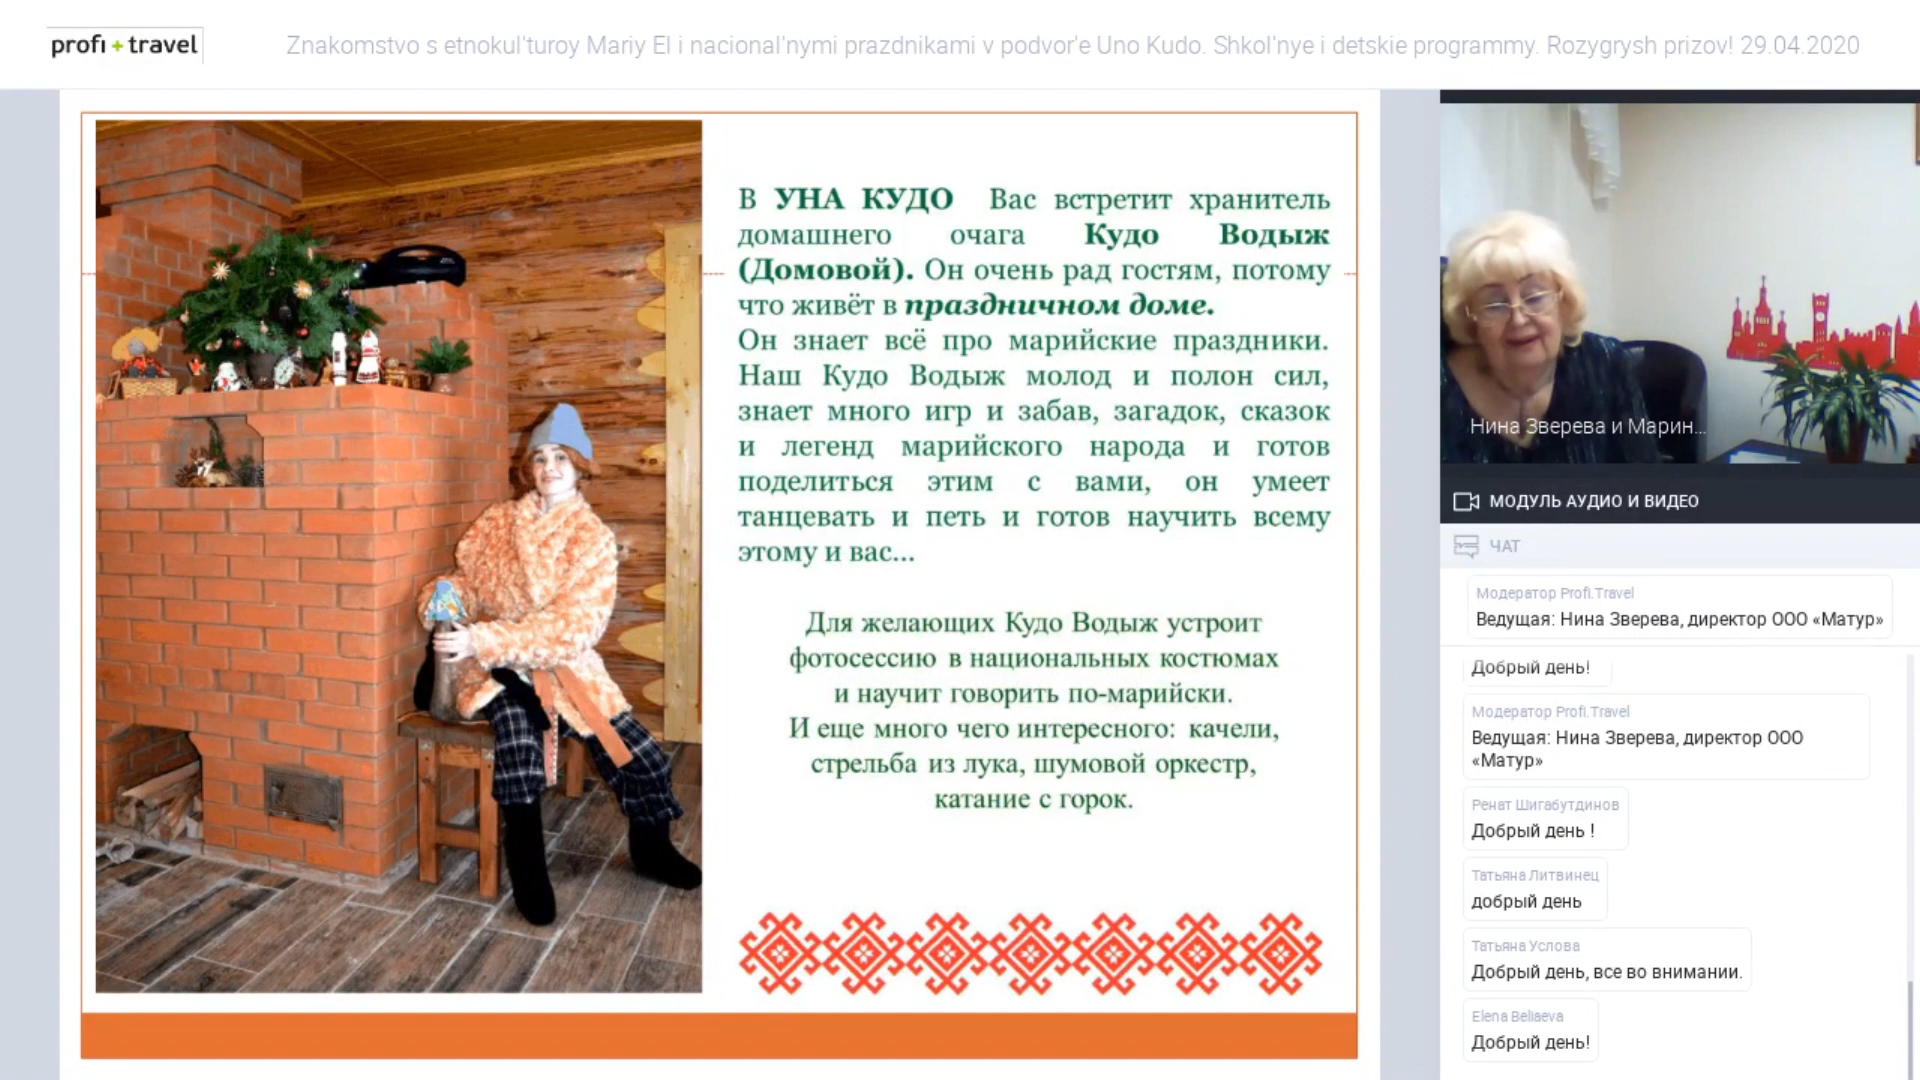 profi + travel
Znakomstvo s etnokul'turoy Mariy El i nacional'nymi prazdnikami v podvor'e Uno Kudo. Shkol'nye i detskie programmy. Rozygrysh prizov! 29.04.2020
В УНА КУДО Вас встретит хранитель
домашнего очага Кудо Водыж
(Домовой). Он очень рад гостям, потому
что живёт в праздничном доме.
Он знает всё про марийские праздники.
Наш Кудо Водыж молод и полон сил,
знает много игр и забав, загадок, сказок
и легенд марийского народа и готов
поделиться этим с вами, он умеет
танцевать и петь и готов научить всему
этому и вас...
Для желающих Кудо Водыж устроит
фотосессию в национальных костюмах
и научит говорить по-марийски.
И еще много чего интересного: качели,
стрельба из лука, шумовой оркестр,
катание с горок.
Нина Зверева и Марин...
МОДУЛЬ АУДИО И ВИДЕО
ЧАТ
Модератор Profi.Travel
Ведущая: Нина Зверева, директор ООО «Матур»
Добрый день!
Модератор Profi.Travel
Ведущая: Нина Зверева, директор ООО
«Матур»
Ренат Шигабутдинов
Добрый день !
Татьяна Литвинец
добрый день
Татьяна Услова
Добрый день, все во внимании.
Elena Beliaeva
Добрый день!